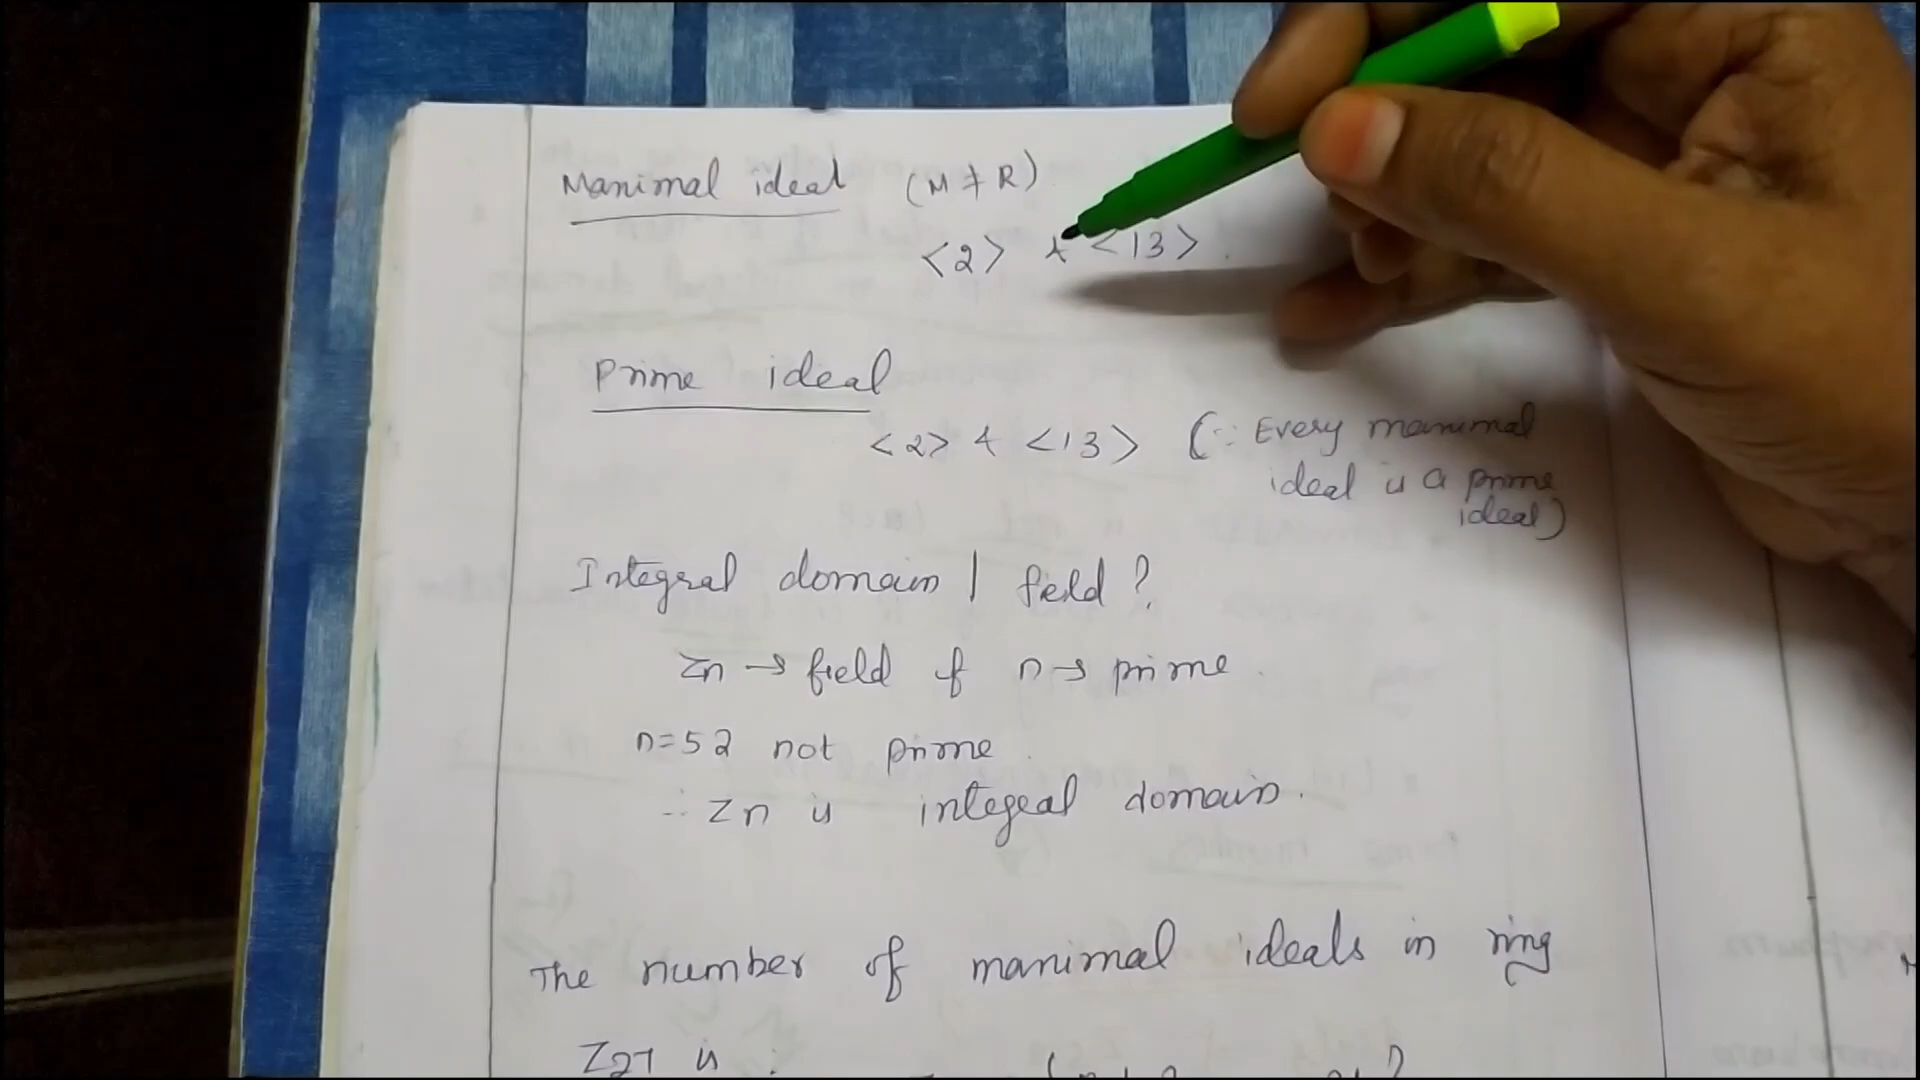 Maximal ideal (M ≠ R)
<2> & <13>.
Prime ideal
<2> & <13> (∵ Every maximal
ideal is a prime
ideal)
Integral domain / field?
Zn → field if n → prime.
n=52 not prime.
∴ Zn is integral domain.
The number of maximal ideals in ring
Z27 is :